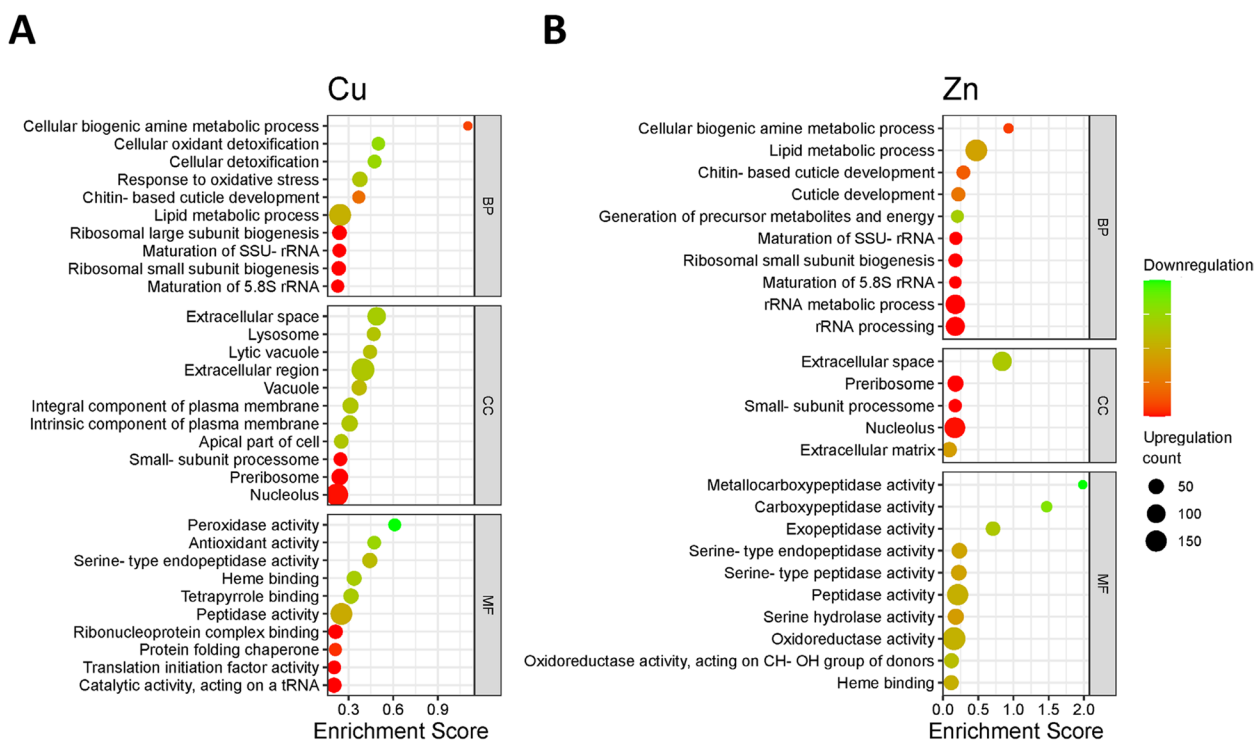 A
Cu
Cellular biogenic amine metabolic process
Cellular oxidant detoxification
Cellular detoxification
Response to oxidative stress
Chitin- based cuticle development
Lipid metabolic process
Ribosomal large subunit biogenesis
Maturation of SSU- rRNA
Ribosomal small subunit biogenesis
Maturation of 5.8S rRNA
BP
Extracellular space
Lysosome
Lytic vacuole
Extracellular region
Vacuole
Integral component of plasma membrane
Intrinsic component of plasma membrane
Apical part of cell
Small- subunit processome
Preribosome
Nucleolus
CC
Peroxidase activity
Antioxidant activity
Serine- type endopeptidase activity
Heme binding
Tetrapyrrole binding
Peptidase activity
Ribonucleoprotein complex binding
Protein folding chaperone
Translation initiation factor activity
Catalytic activity, acting on a tRNA
MF
0.3 0.6 0.9
Enrichment Score
B
Zn
Cellular biogenic amine metabolic process
Lipid metabolic process
Chitin- based cuticle development
Cuticle development
Generation of precursor metabolites and energy
Maturation of SSU- rRNA
Ribosomal small subunit biogenesis
Maturation of 5.8S rRNA
rRNA metabolic process
rRNA processing
BP
Extracellular space
Preribosome
Small- subunit processome
Nucleolus
Extracellular matrix
CC
Metallocarboxypeptidase activity
Carboxypeptidase activity
Exopeptidase activity
Serine- type endopeptidase activity
Serine- type peptidase activity
Peptidase activity
Serine hydrolase activity
Oxidoreductase activity
Oxidoreductase activity, acting on CH- OH group of donors
Heme binding
MF
0.0 0.5 1.0 1.5 2.0
Enrichment Score
Downregulation
Upregulation
count
50
100
150